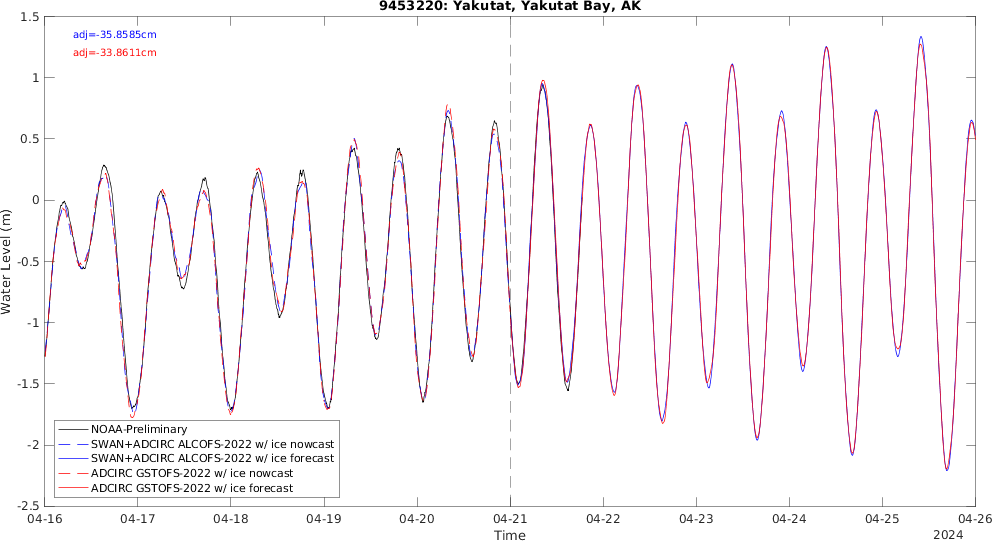 9453220: Yakutat, Yakutat Bay, AK
adj=-35.8585cm
adj=-33.8611cm
1.5
1
0.5
0
-0.5
-1
-1.5
-2
-2.5
Water Level (m)
NOAA-Preliminary
SWAN+ADCIRC ALCOFS-2022 w/ ice nowcast
SWAN+ADCIRC ALCOFS-2022 w/ ice forecast
ADCIRC GSTOFS-2022 w/ ice nowcast
ADCIRC GSTOFS-2022 w/ ice forecast
04-16 04-17 04-18 04-19 04-20 04-21 04-22 04-23 04-24 04-25 04-26
Time
2024